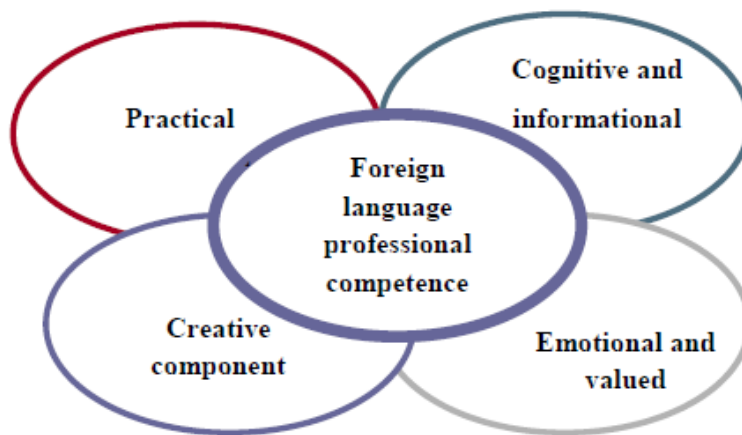 Practical
Cognitive and
informational
Foreign
language
professional
competence
Creative
component
Emotional and
valued